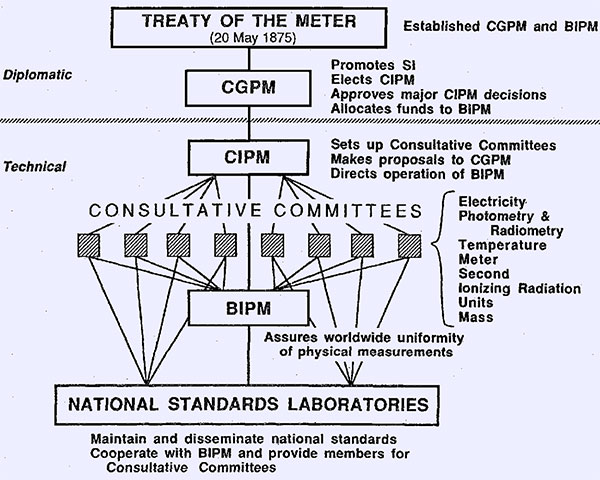 TREATY OF THE METER
(20 May 1875)
Established CGPM and BIPM
Diplomatic
CGPM
Promotes SI
Elects CIPM
Approves major CIPM decisions
Allocates funds to BIPM
Technical
CIPM
Sets up Consultative Committees
Makes proposals to CGPM
Directs operation of BIPM
CONSULTATIVE COMMITTEES
Electricity
Photometry &
Radiometry
Temperature
Meter
Second
Ionizing Radiation
Units
Mass
BIPM
Assures worldwide uniformity
of physical measurements
NATIONAL STANDARDS LABORATORIES
Maintain and disseminate national standards
Cooperate with BIPM and provide members for
Consultative Committees